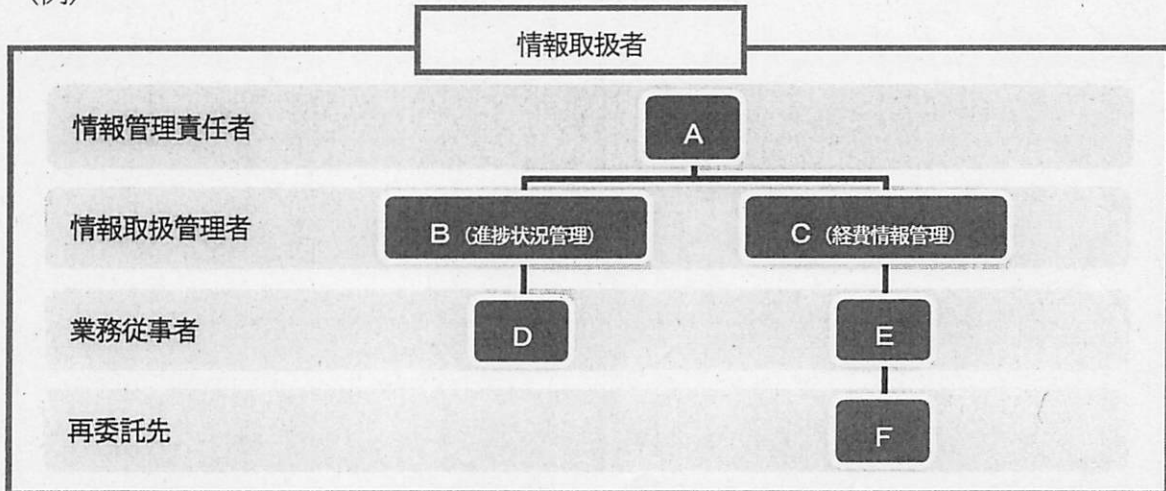 (例)
情報取扱者
情報管理責任者
A
情報取扱管理者
B (進捗状況管理)
C (経費情報管理)
業務従事者
D
E
再委託先
F